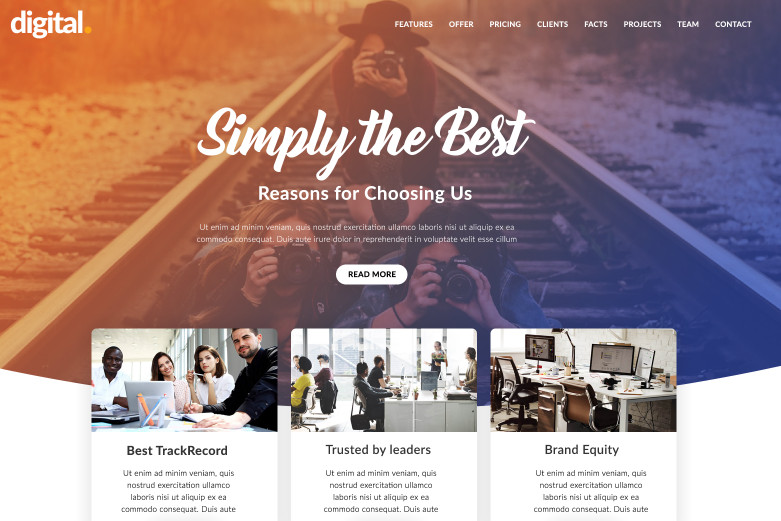 digital.
FEATURES OFFER PRICING CLIENTS FACTS PROJECTS TEAM CONTACT
Simply the Best
Reasons for Choosing Us
Ut enim ad minim veniam, quis nostrud exercitation ullamco laboris nisi ut aliquip ex ea
commodo consequat. Duis aute irure dolor in reprehenderit in voluptate velit esse cillum
READ MORE
Best TrackRecord
Ut enim ad minim veniam, quis
nostrud exercitation ullamco
laboris nisi ut aliquip ex ea
commodo consequat. Duis aute
Trusted by leaders
Ut enim ad minim veniam, quis
nostrud exercitation ullamco
laboris nisi ut aliquip ex ea
commodo consequat. Duis aute
Brand Equity
Ut enim ad minim veniam, quis
nostrud exercitation ullamco
laboris nisi ut aliquip ex ea
commodo consequat. Duis aute